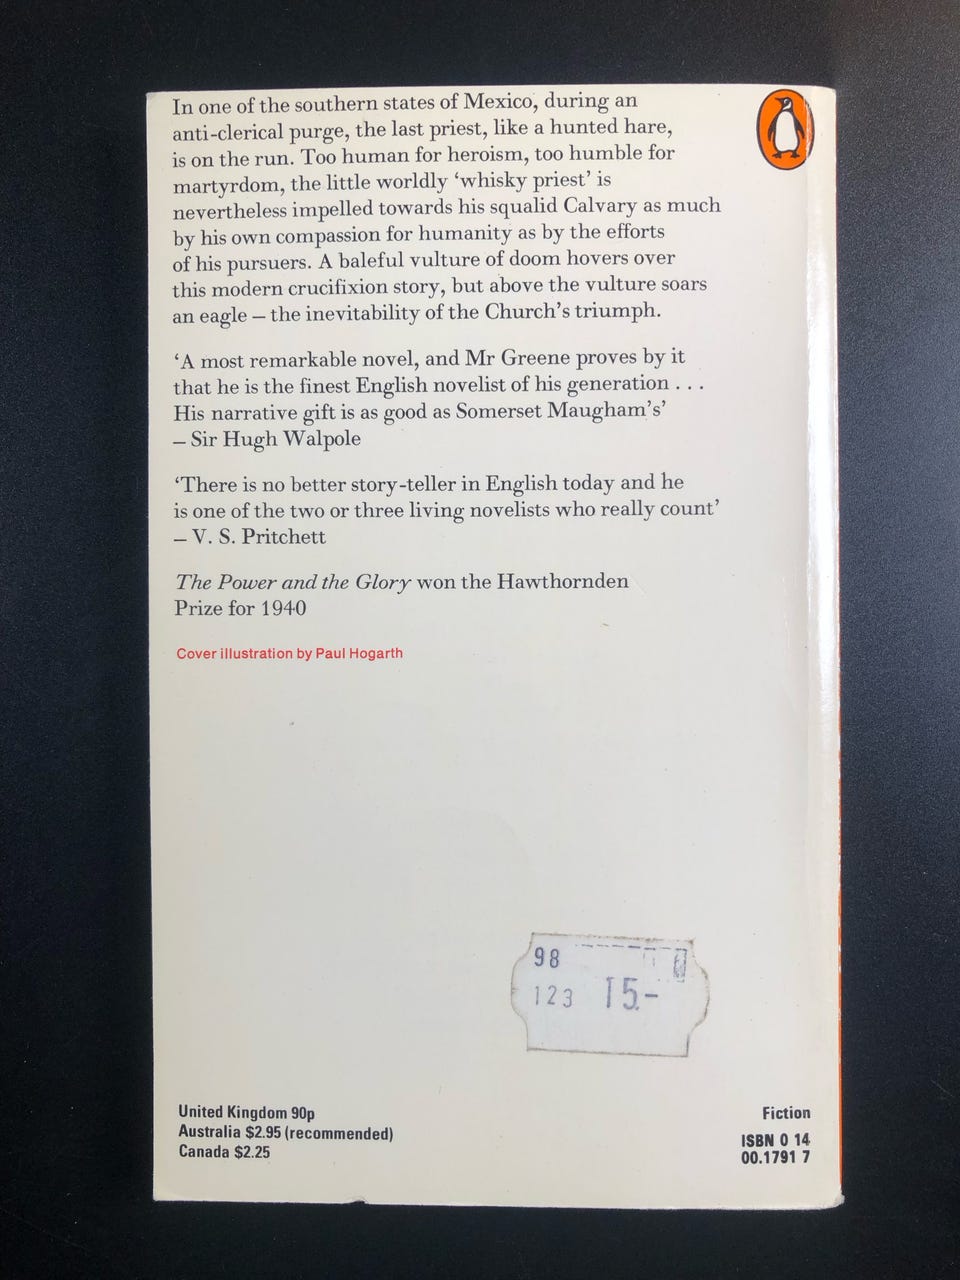 In one of the southern states of Mexico, during an
anti-clerical purge, the last priest, like a hunted hare,
is on the run. Too human for heroism, too humble for
martyrdom, the little worldly ‘whisky priest’ is
nevertheless impelled towards his squalid Calvary as much
by his own compassion for humanity as by the efforts
of his pursuers. A baleful vulture of doom hovers over
this modern crucifixion story, but above the vulture soars
an eagle – the inevitability of the Church’s triumph.
‘A most remarkable novel, and Mr Greene proves by it
that he is the finest English novelist of his generation . . .
His narrative gift is as good as Somerset Maugham’s’
– Sir Hugh Walpole
‘There is no better story-teller in English today and he
is one of the two or three living novelists who really count’
– V. S. Pritchett
The Power and the Glory won the Hawthornden
Prize for 1940
Cover illustration by Paul Hogarth
98
123 15.-
United Kingdom 90p
Australia $2.95 (recommended)
Canada $2.25
Fiction
ISBN 0 14
00.1791 7